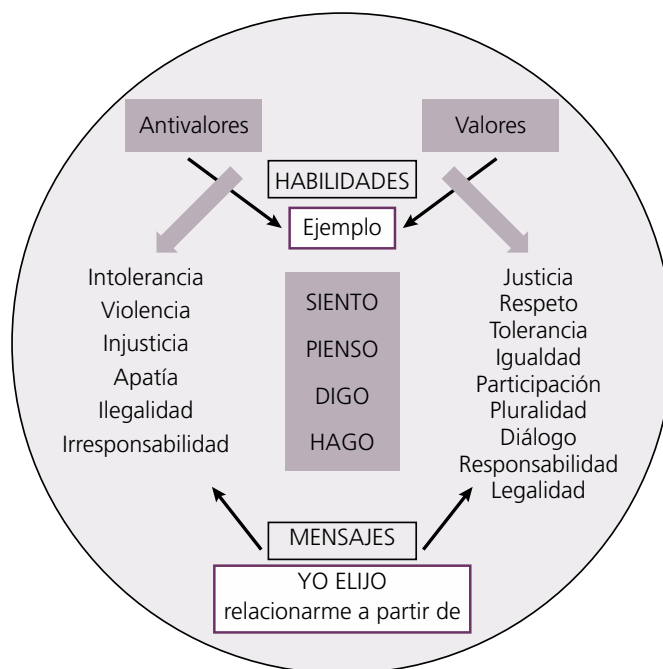 Antivalores
Valores
HABILIDADES
Ejemplo
Intolerancia
Violencia
Injusticia
Apatía
Ilegalidad
Irresponsabilidad
SIENTO
PIENSO
DIGO
HAGO
Justicia
Respeto
Tolerancia
Igualdad
Participación
Pluralidad
Diálogo
Responsabilidad
Legalidad
MENSAJES
YO ELIJO
relacionarme a partir de